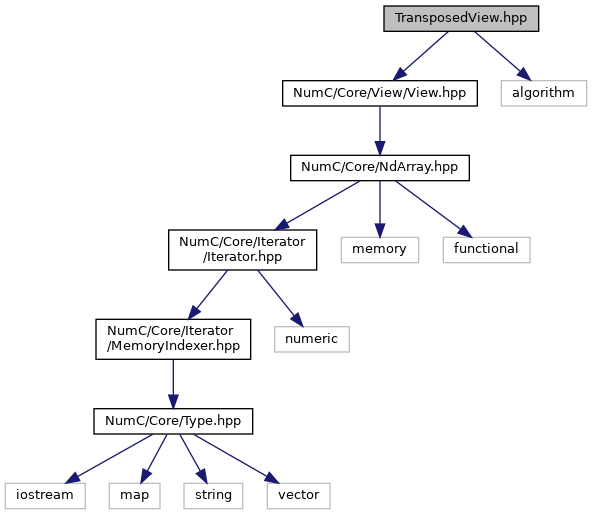 TransposedView.hpp
NumC/Core/View/View.hpp
algorithm
NumC/Core/NdArray.hpp
NumC/Core/Iterator
/Iterator.hpp
memory
functional
NumC/Core/Iterator
/MemoryIndexer.hpp
numeric
NumC/Core/Type.hpp
iostream
map
string
vector